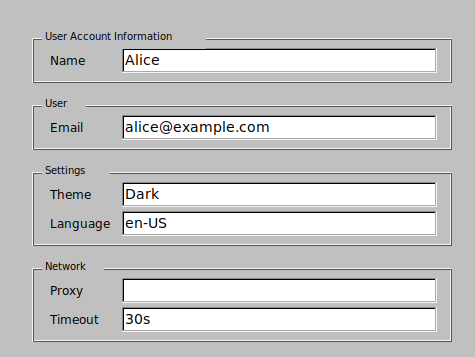 User Account Information
Name Alice
User
Email alice@example.com
Settings
Theme Dark
Language en-US
Network
Proxy
Timeout 30s